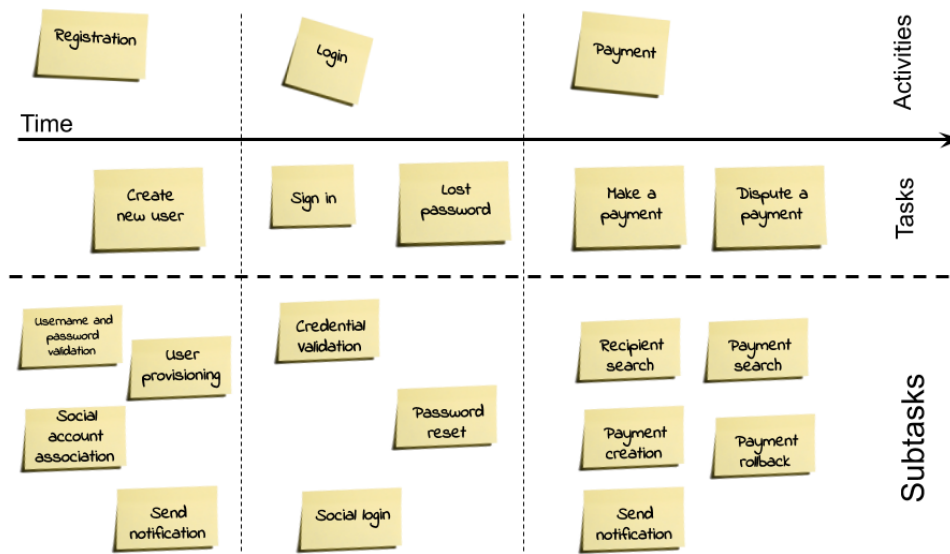 Registration
Login
Payment
Activities
Time
Create
new user
Sign in
Lost
password
Make a
payment
Dispute a
payment
Tasks
Username and
password
validation
User
provisioning
Social
account
association
Send
notification
Credential
validation
Password
reset
Social login
Recipient
search
Payment
search
Payment
creation
Payment
rollback
Send
notification
Subtasks